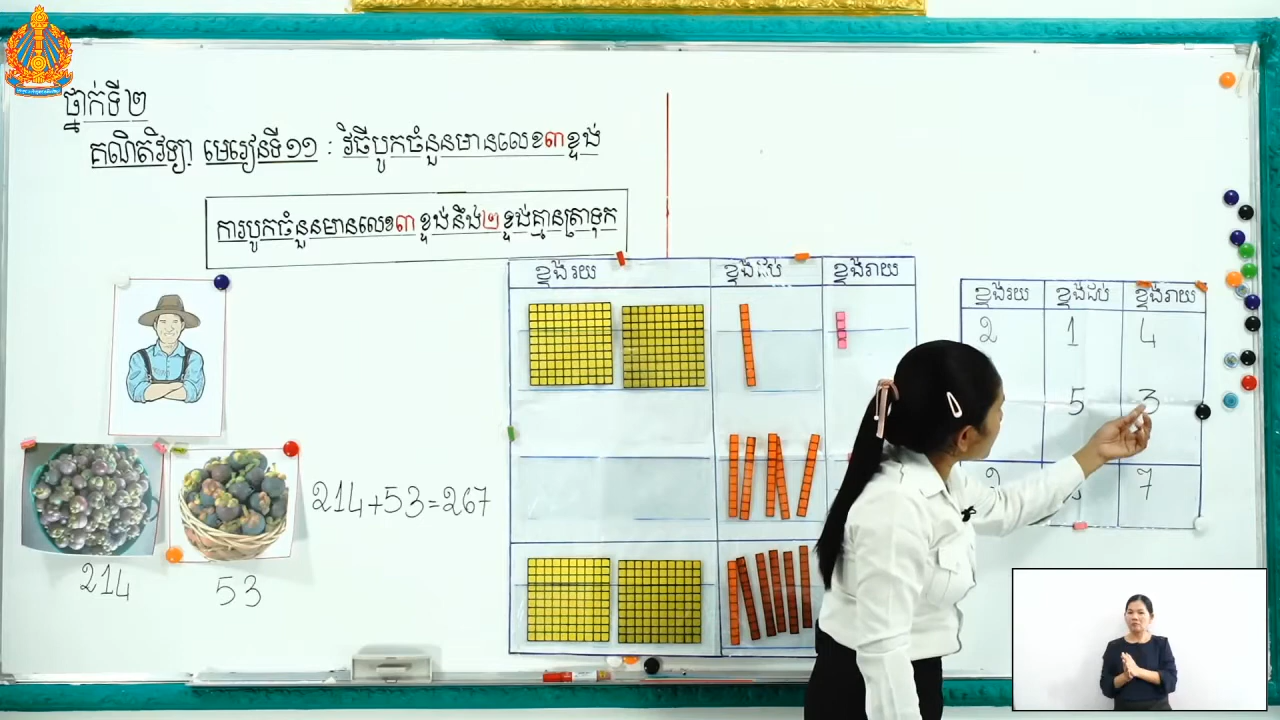 ថ្នាក់ទី២
គណិតវិទ្យា មេរៀនទី១១ : វិធីបូកចំនួនមានលេខ៣ខ្ទង់
ការបូកចំនួនមានលេខ៣ខ្ទង់នឹង២ខ្ទង់គ្មានត្រាទុក
ខ្ទង់រយ ខ្ទង់ដប់ ខ្ទង់រាយ
ខ្ទង់រយ ខ្ទង់ដប់ ខ្ទង់រាយ
2 1 4
5 3
2 7
214+53=267
214 53